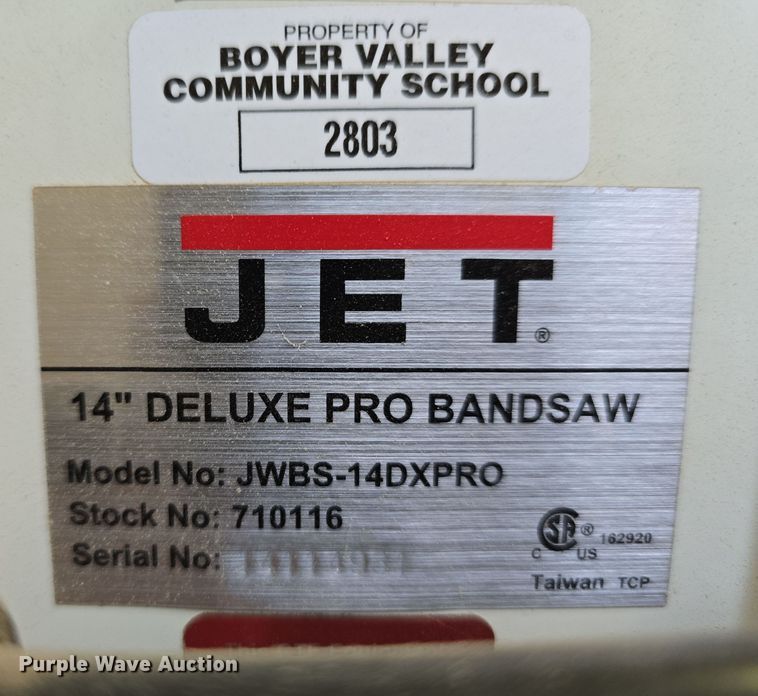 PROPERTY OF
BOYER VALLEY
COMMUNITY SCHOOL
2803
JET®
14" DELUXE PRO BANDSAW
Model No: JWBS-14DXPRO
Stock No: 710116
Serial No:
SA® 162920
C US
Taiwan TCP
Purple Wave Auction